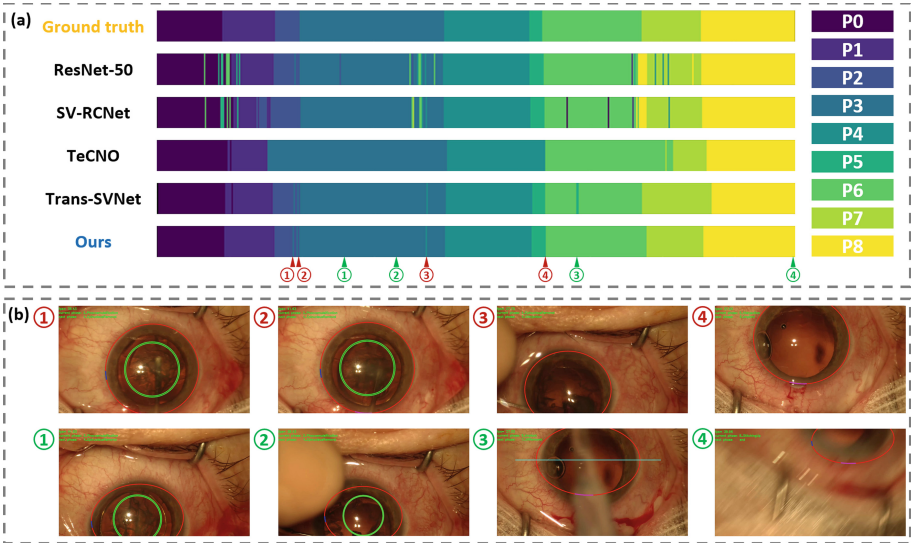 (a)
Ground truth
ResNet-50
SV-RCNet
TeCNO
Trans-SVNet
Ours
P0
P1
P2
P3
P4
P5
P6
P7
P8
① ② ① ② ③ ④ ③ ④
(b)
① ② ③ ④
① ② ③ ④